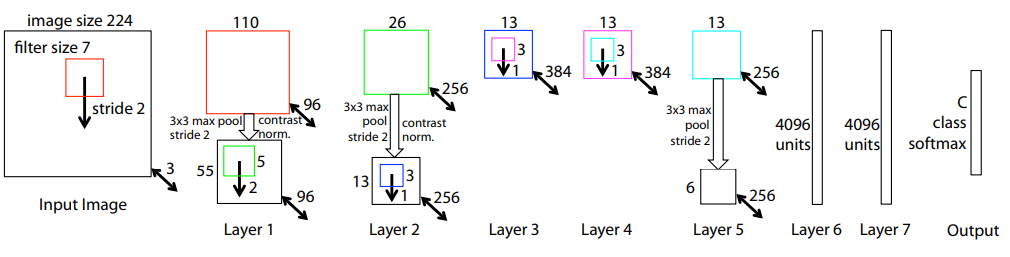 image size 224
filter size 7
stride 2
3
Input Image
110
96
3x3 max pool
stride 2
contrast
norm.
55
5
2
96
Layer 1
26
256
3x3 max
pool
stride 2
contrast
norm.
13
3
1
256
Layer 2
13
3
1
384
Layer 3
13
3
1
384
Layer 4
13
256
3x3 max
pool
stride 2
6
256
Layer 5
4096
units
Layer 6
4096
units
Layer 7
C
class
softmax
Output